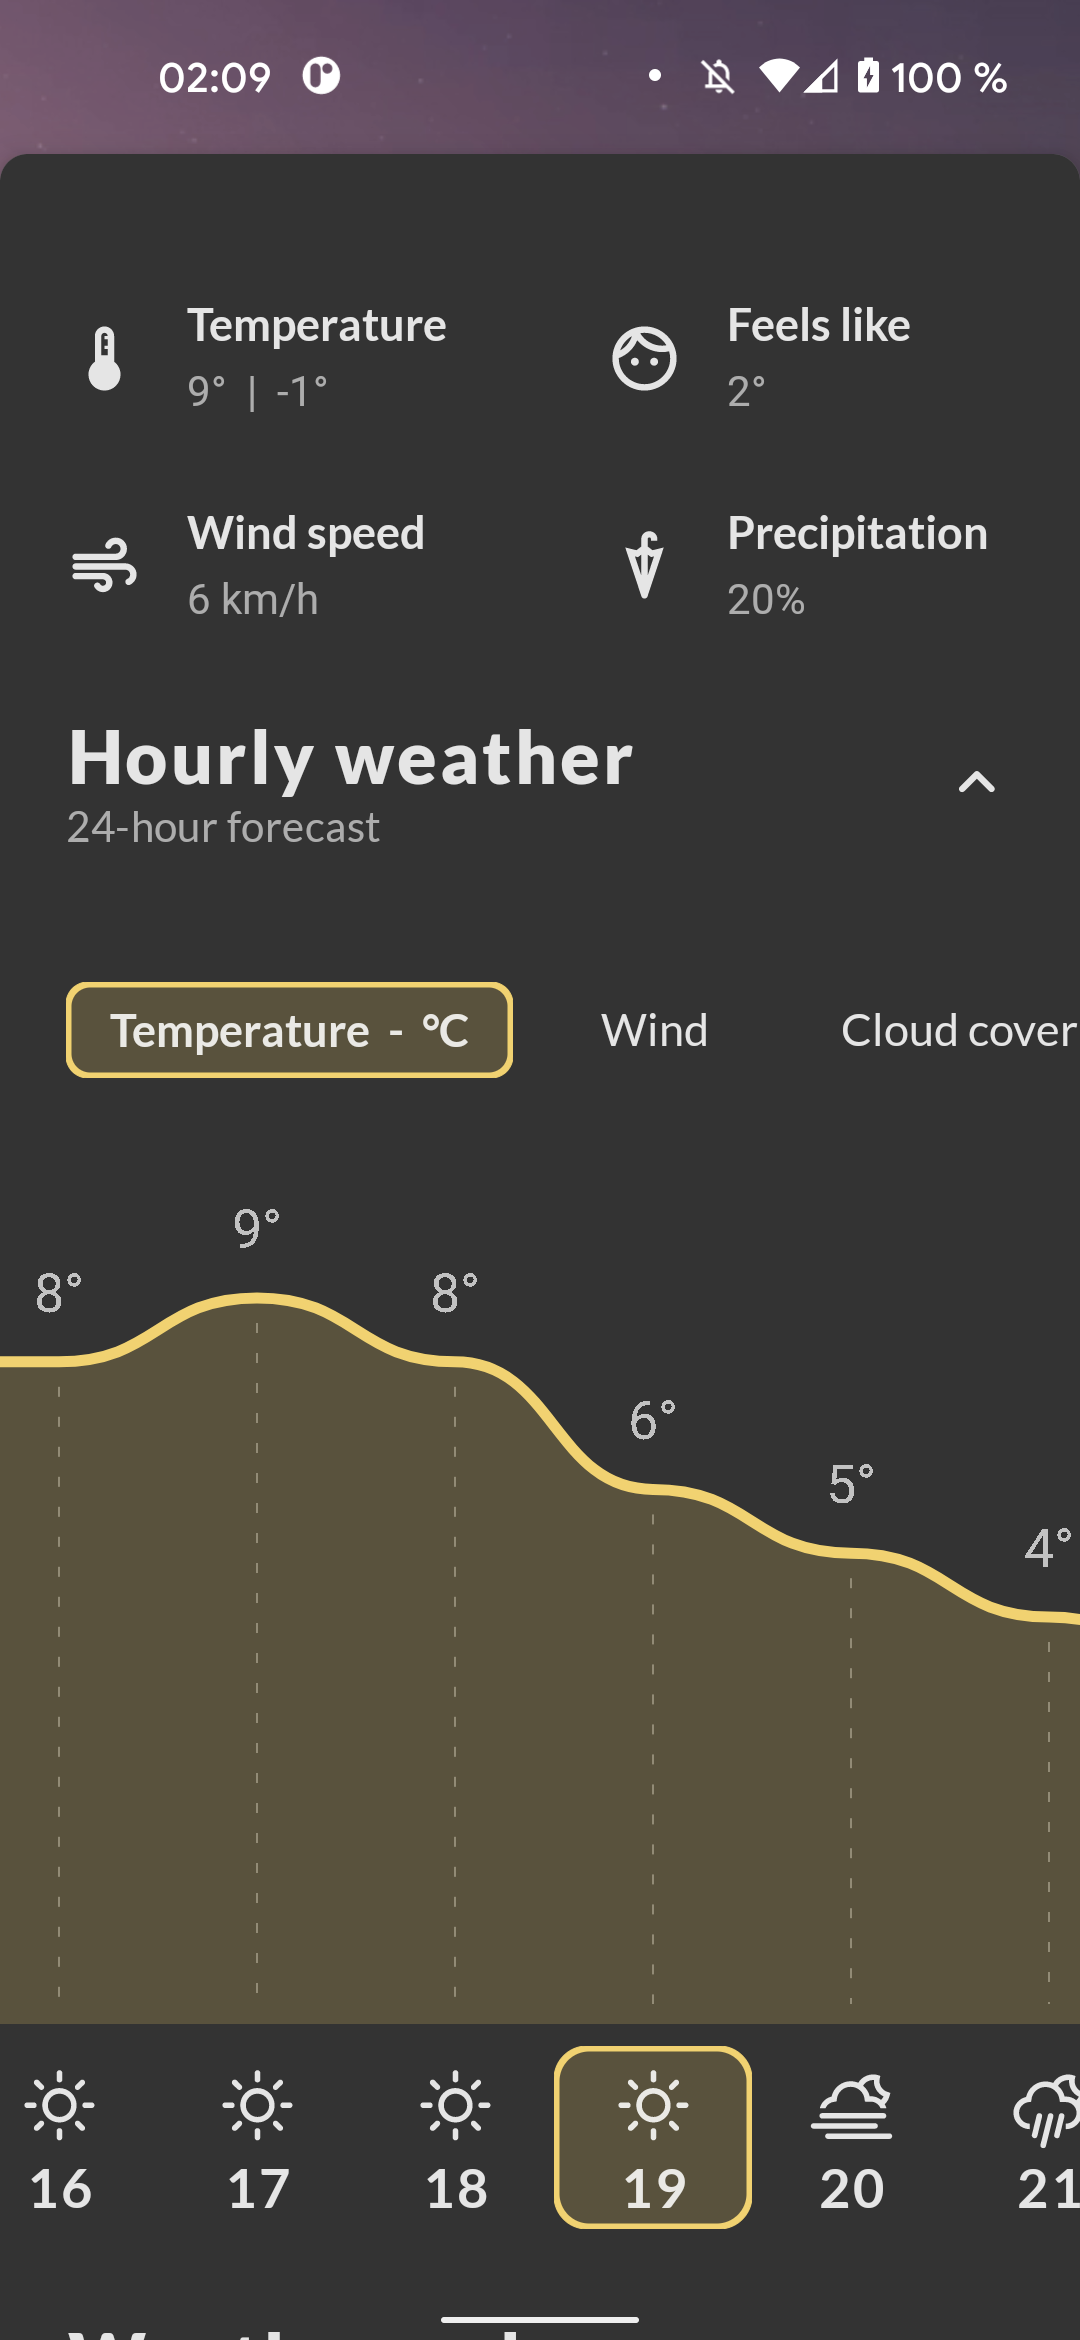 02:09 100 %
Temperature
9° | -1°
Feels like
2°
Wind speed
6 km/h
Precipitation
20%
Hourly weather
24-hour forecast
Temperature - °C Wind Cloud cover
8° 9° 8° 6° 5° 4°
16 17 18 19 20 21